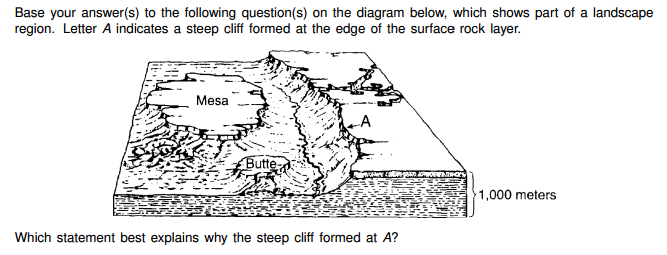 Base your answer(s) to the following question(s) on the diagram below, which shows part of a landscape
region. Letter A indicates a steep cliff formed at the edge of the surface rock layer.
Mesa
A
Butte
1,000 meters
Which statement best explains why the steep cliff formed at A?